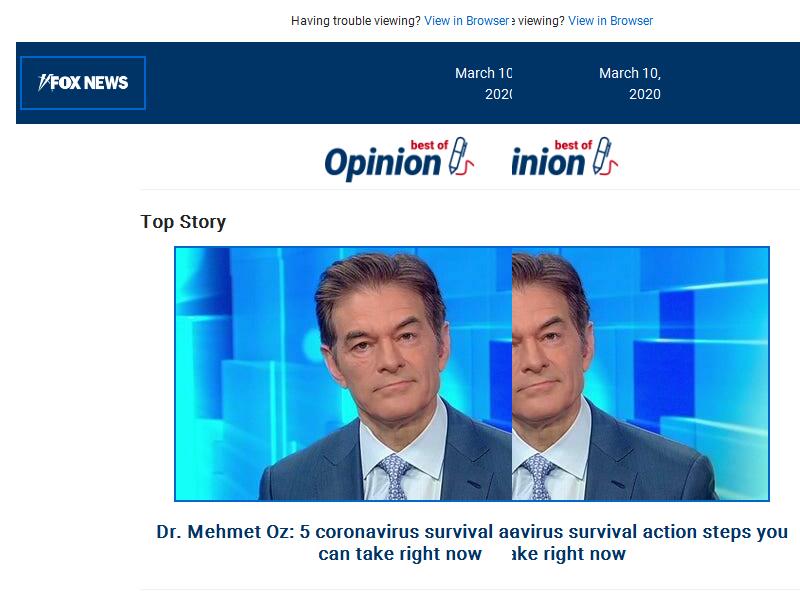 Having trouble viewing? View in Browser e viewing? View in Browser
FOX NEWS
March 10 March 10,
2020 2020
best of best of
Opinion inion
Top Story
Dr. Mehmet Oz: 5 coronavirus survival aavirus survival action steps you
can take right now ake right now